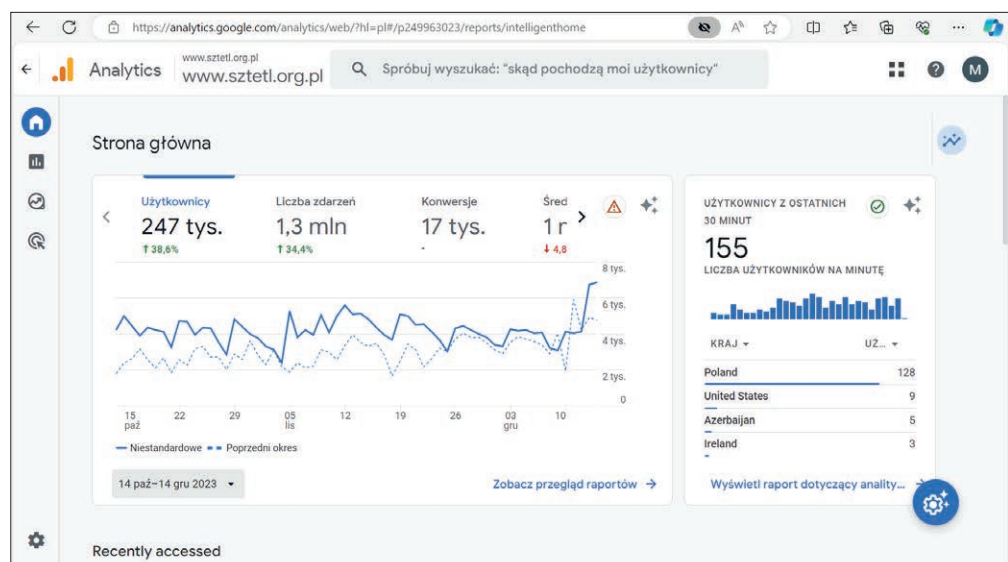 https://analytics.google.com/analytics/web/?hl=pl#/p249963023/reports/intelligenthome
Analytics
www.sztetl.org.pl
www.sztetl.org.pl
Spróbuj wyszukać: "skąd pochodzą moi użytkownicy"
M
Strona główna
Użytkownicy
247 tys.
↑ 38,6%
Liczba zdarzeń
1,3 mln
↑ 34,4%
Konwersje
17 tys.
-
Śred
1 r
↓ 4,8
8 tys.
6 tys.
4 tys.
2 tys.
0
15 paź
22
29
05 lis
12
19
26
03 gru
10
Niestandardowe
Poprzedni okres
14 paź–14 gru 2023
Zobacz przegląd raportów →
UŻYTKOWNICY Z OSTATNICH
30 MINUT
155
LICZBA UŻYTKOWNIKÓW NA MINUTĘ
KRAJ
UŻ...
Poland 128
United States 9
Azerbaijan 5
Ireland 3
Wyświetl raport dotyczący anality... →
Recently accessed